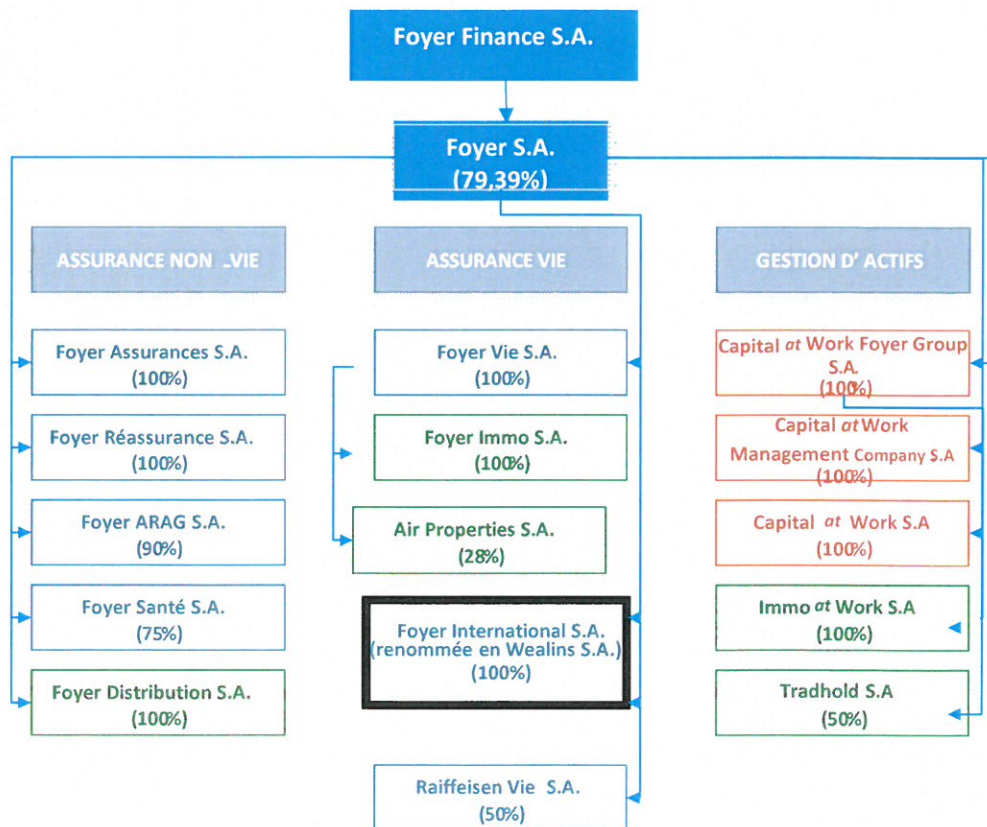 Foyer Finance S.A.
Foyer S.A.
(79,39%)
ASSURANCE NON -VIE
ASSURANCE VIE
GESTION D' ACTIFS
Foyer Assurances S.A.
(100%)
Foyer Réassurance S.A.
(100%)
Foyer ARAG S.A.
(90%)
Foyer Santé S.A.
(75%)
Foyer Distribution S.A.
(100%)
Foyer Vie S.A.
(100%)
Foyer Immo S.A.
(100%)
Air Properties S.A.
(28%)
Foyer International S.A.
(renommée en Wealins S.A.)
(100%)
Raiffeisen Vie S.A.
(50%)
Capital at Work Foyer Group
S.A.
(100%)
Capital at Work
Management Company S.A
(100%)
Capital at Work S.A
(100%)
Immo at Work S.A
(100%)
Tradhold S.A
(50%)